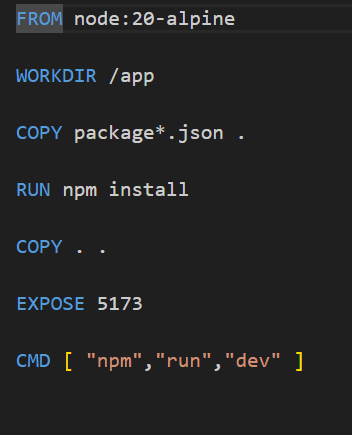 FROM node:20-alpine
WORKDIR /app
COPY package*.json .
RUN npm install
COPY . .
EXPOSE 5173
CMD [ "npm","run","dev" ]